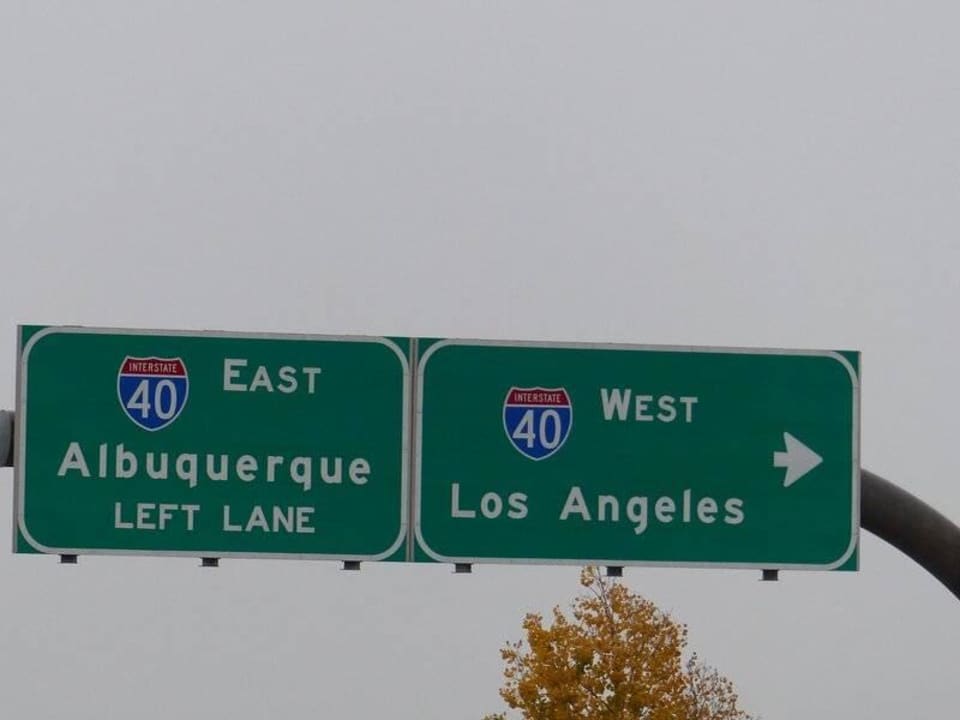 INTERSTATE
40
EAST
Albuquerque
LEFT LANE
INTERSTATE
40
WEST
Los Angeles